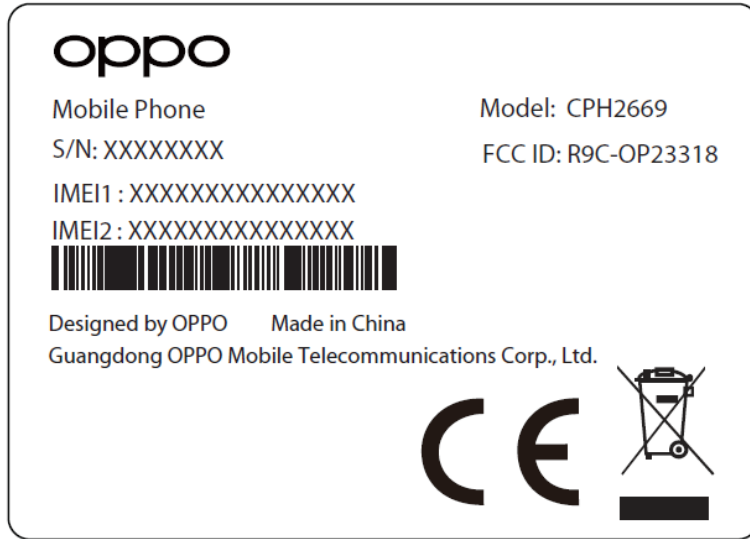 oppo
Mobile Phone
Model: CPH2669
S/N: XXXXXXXX
FCC ID: R9C-OP23318
IMEI1 : XXXXXXXXXXXXXXX
IMEI2 : XXXXXXXXXXXXXXX
Designed by OPPO Made in China
Guangdong OPPO Mobile Telecommunications Corp., Ltd.
CE